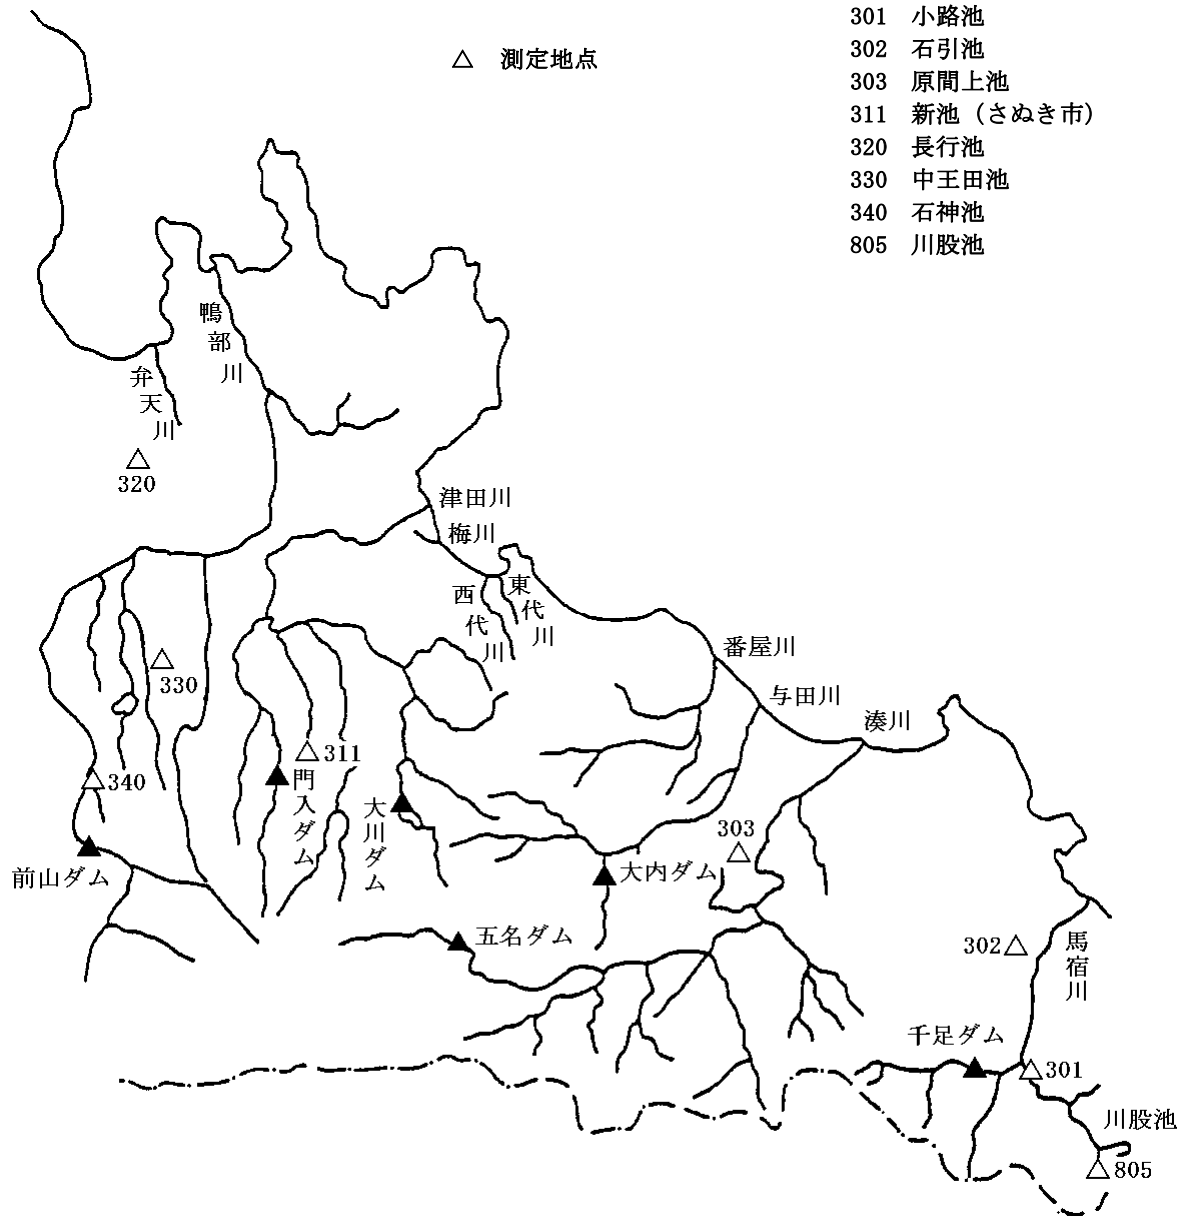 △ 測定地点
301 小路池
302 石引池
303 原間上池
311 新池（さぬき市）
320 長行池
330 中王田池
340 石神池
805 川股池
鴨部川
弁天川
320
津田川
梅川
西代川
東代川
番屋川
330
与田川
湊川
311
340
門入ダム
大川ダム
303
前山ダム
大内ダム
五名ダム
302
馬宿川
千足ダム
301
川股池
805